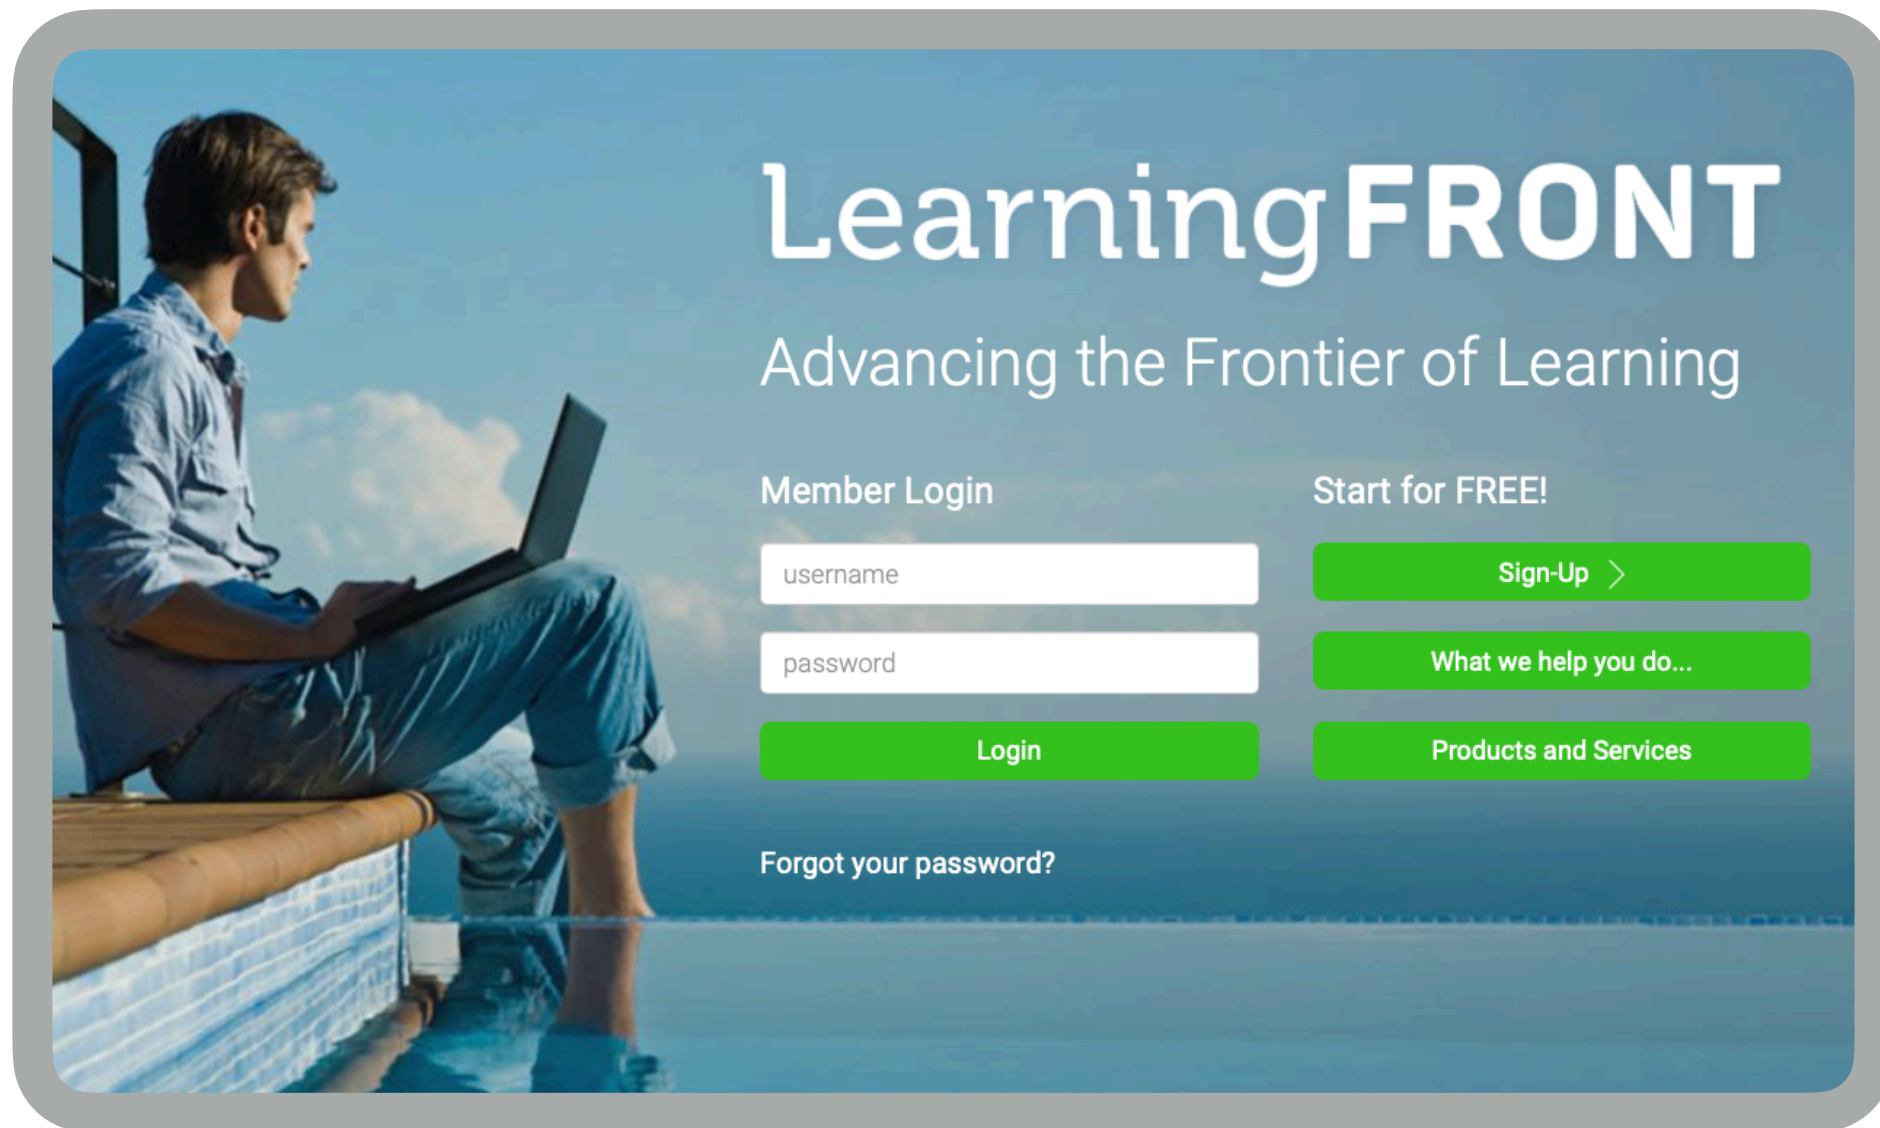 LearningFRONT
Advancing the Frontier of Learning
Member Login
username
password
Login
Forgot your password?
Start for FREE!
Sign-Up
What we help you do...
Products and Services